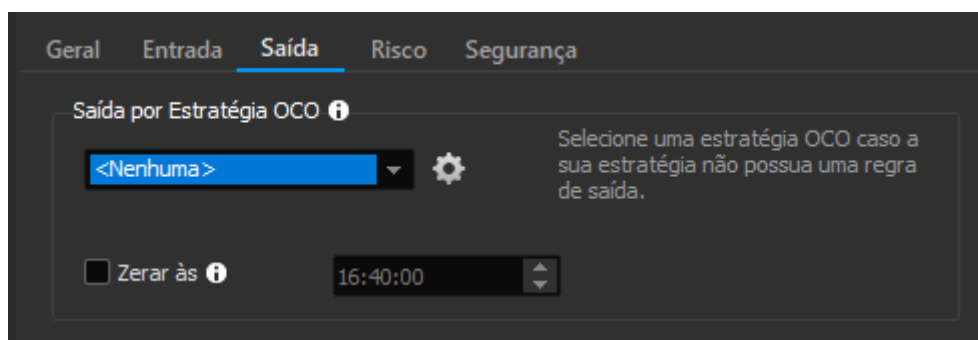 Geral Entrada Saída Risco Segurança
Saída por Estratégia OCO
<Nenhuma>
Selecione uma estratégia OCO caso a
sua estratégia não possua uma regra
de saída.
Zerar às 16:40:00